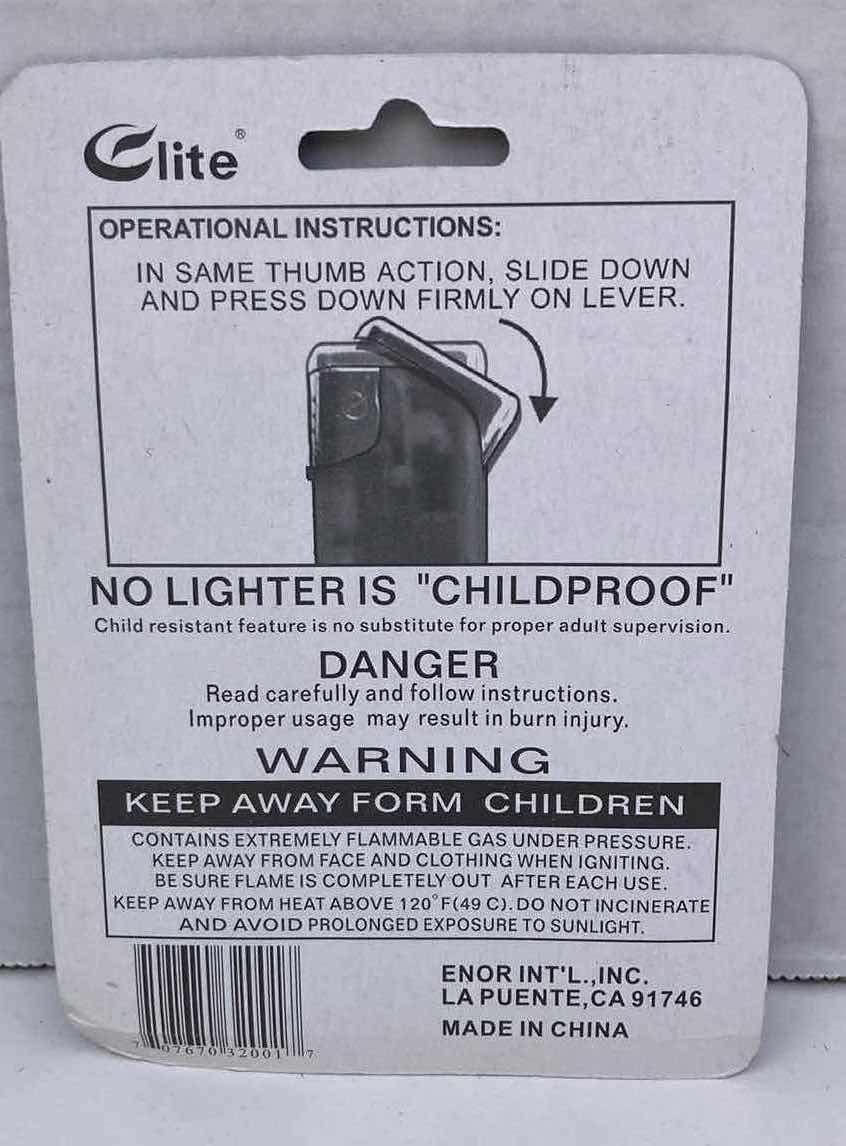 Elite®
OPERATIONAL INSTRUCTIONS:
IN SAME THUMB ACTION, SLIDE DOWN
AND PRESS DOWN FIRMLY ON LEVER.
NO LIGHTER IS "CHILDPROOF"
Child resistant feature is no substitute for proper adult supervision.
DANGER
Read carefully and follow instructions.
Improper usage may result in burn injury.
WARNING
KEEP AWAY FORM CHILDREN
CONTAINS EXTREMELY FLAMMABLE GAS UNDER PRESSURE.
KEEP AWAY FROM FACE AND CLOTHING WHEN IGNITING.
BE SURE FLAME IS COMPLETELY OUT AFTER EACH USE.
KEEP AWAY FROM HEAT ABOVE 120°F(49 C). DO NOT INCINERATE
AND AVOID PROLONGED EXPOSURE TO SUNLIGHT.
ENOR INT'L.,INC.
LA PUENTE,CA 91746
MADE IN CHINA
7 07670 32001 7